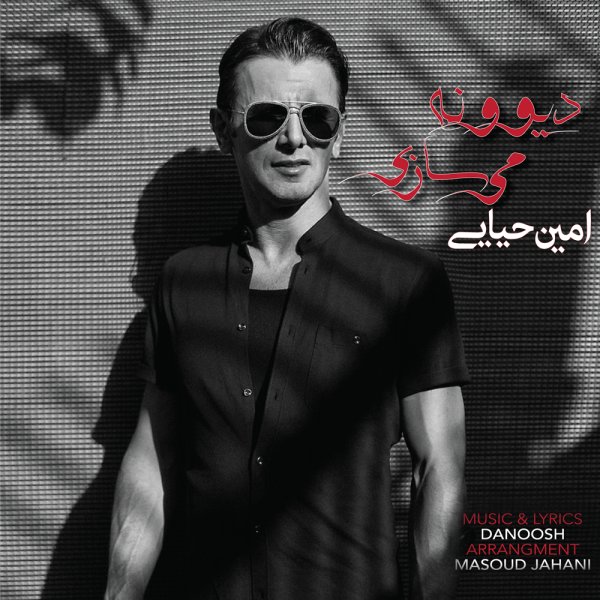 دیوونه
می سازی
امین حیایی
MUSIC & LYRICS
DANOOSH
ARRANGMENT
MASOUD JAHANI